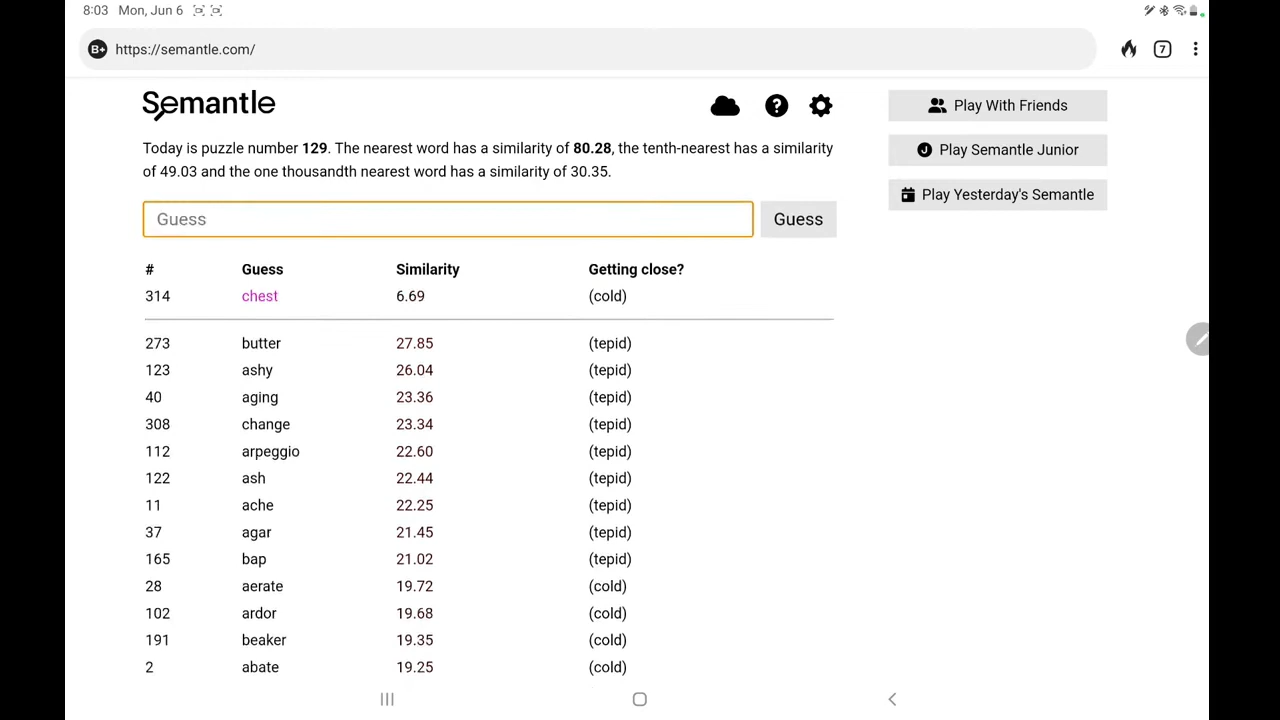 8:03 Mon, Jun 6
B+ https://semantle.com/ 7
Semantle
Play With Friends
Today is puzzle number 129. The nearest word has a similarity of 80.28, the tenth-nearest has a similarity
of 49.03 and the one thousandth nearest word has a similarity of 30.35.
J Play Semantle Junior
Play Yesterday's Semantle
Guess Guess
# Guess Similarity Getting close?
314 chest 6.69 (cold)
273 butter 27.85 (tepid)
123 ashy 26.04 (tepid)
40 aging 23.36 (tepid)
308 change 23.34 (tepid)
112 arpeggio 22.60 (tepid)
122 ash 22.44 (tepid)
11 ache 22.25 (tepid)
37 agar 21.45 (tepid)
165 bap 21.02 (tepid)
28 aerate 19.72 (cold)
102 ardor 19.68 (cold)
191 beaker 19.35 (cold)
2 abate 19.25 (cold)